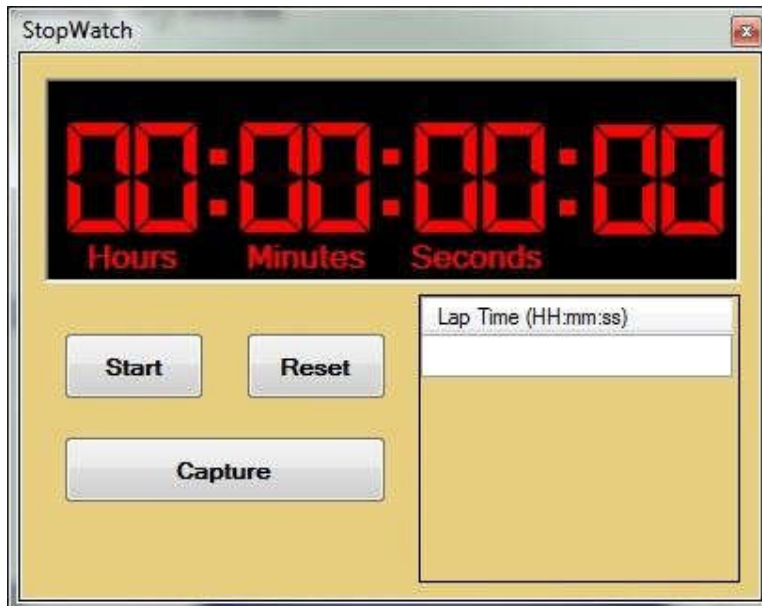 StopWatch
00:00:00:00
Hours Minutes Seconds
Lap Time (HH:mm:ss)
Start Reset
Capture